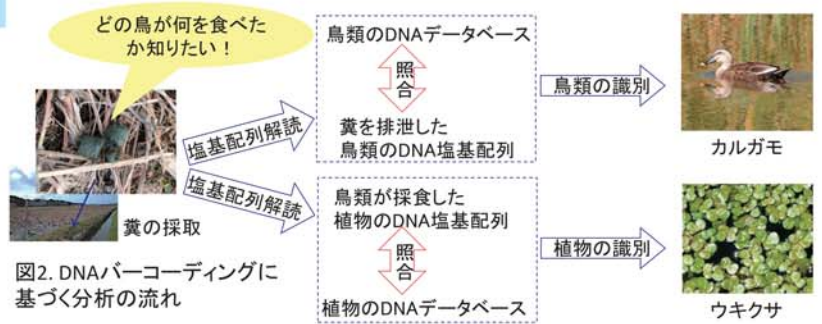 どの鳥が何を食べた
か知りたい！
糞の採取
図2. DNAバーコーディングに
基づく分析の流れ
塩基配列解読
塩基配列解読
鳥類のDNAデータベース
照合
糞を排泄した
鳥類のDNA塩基配列
鳥類が採食した
植物のDNA塩基配列
照合
植物のDNAデータベース
鳥類の識別
植物の識別
カルガモ
ウキクサ